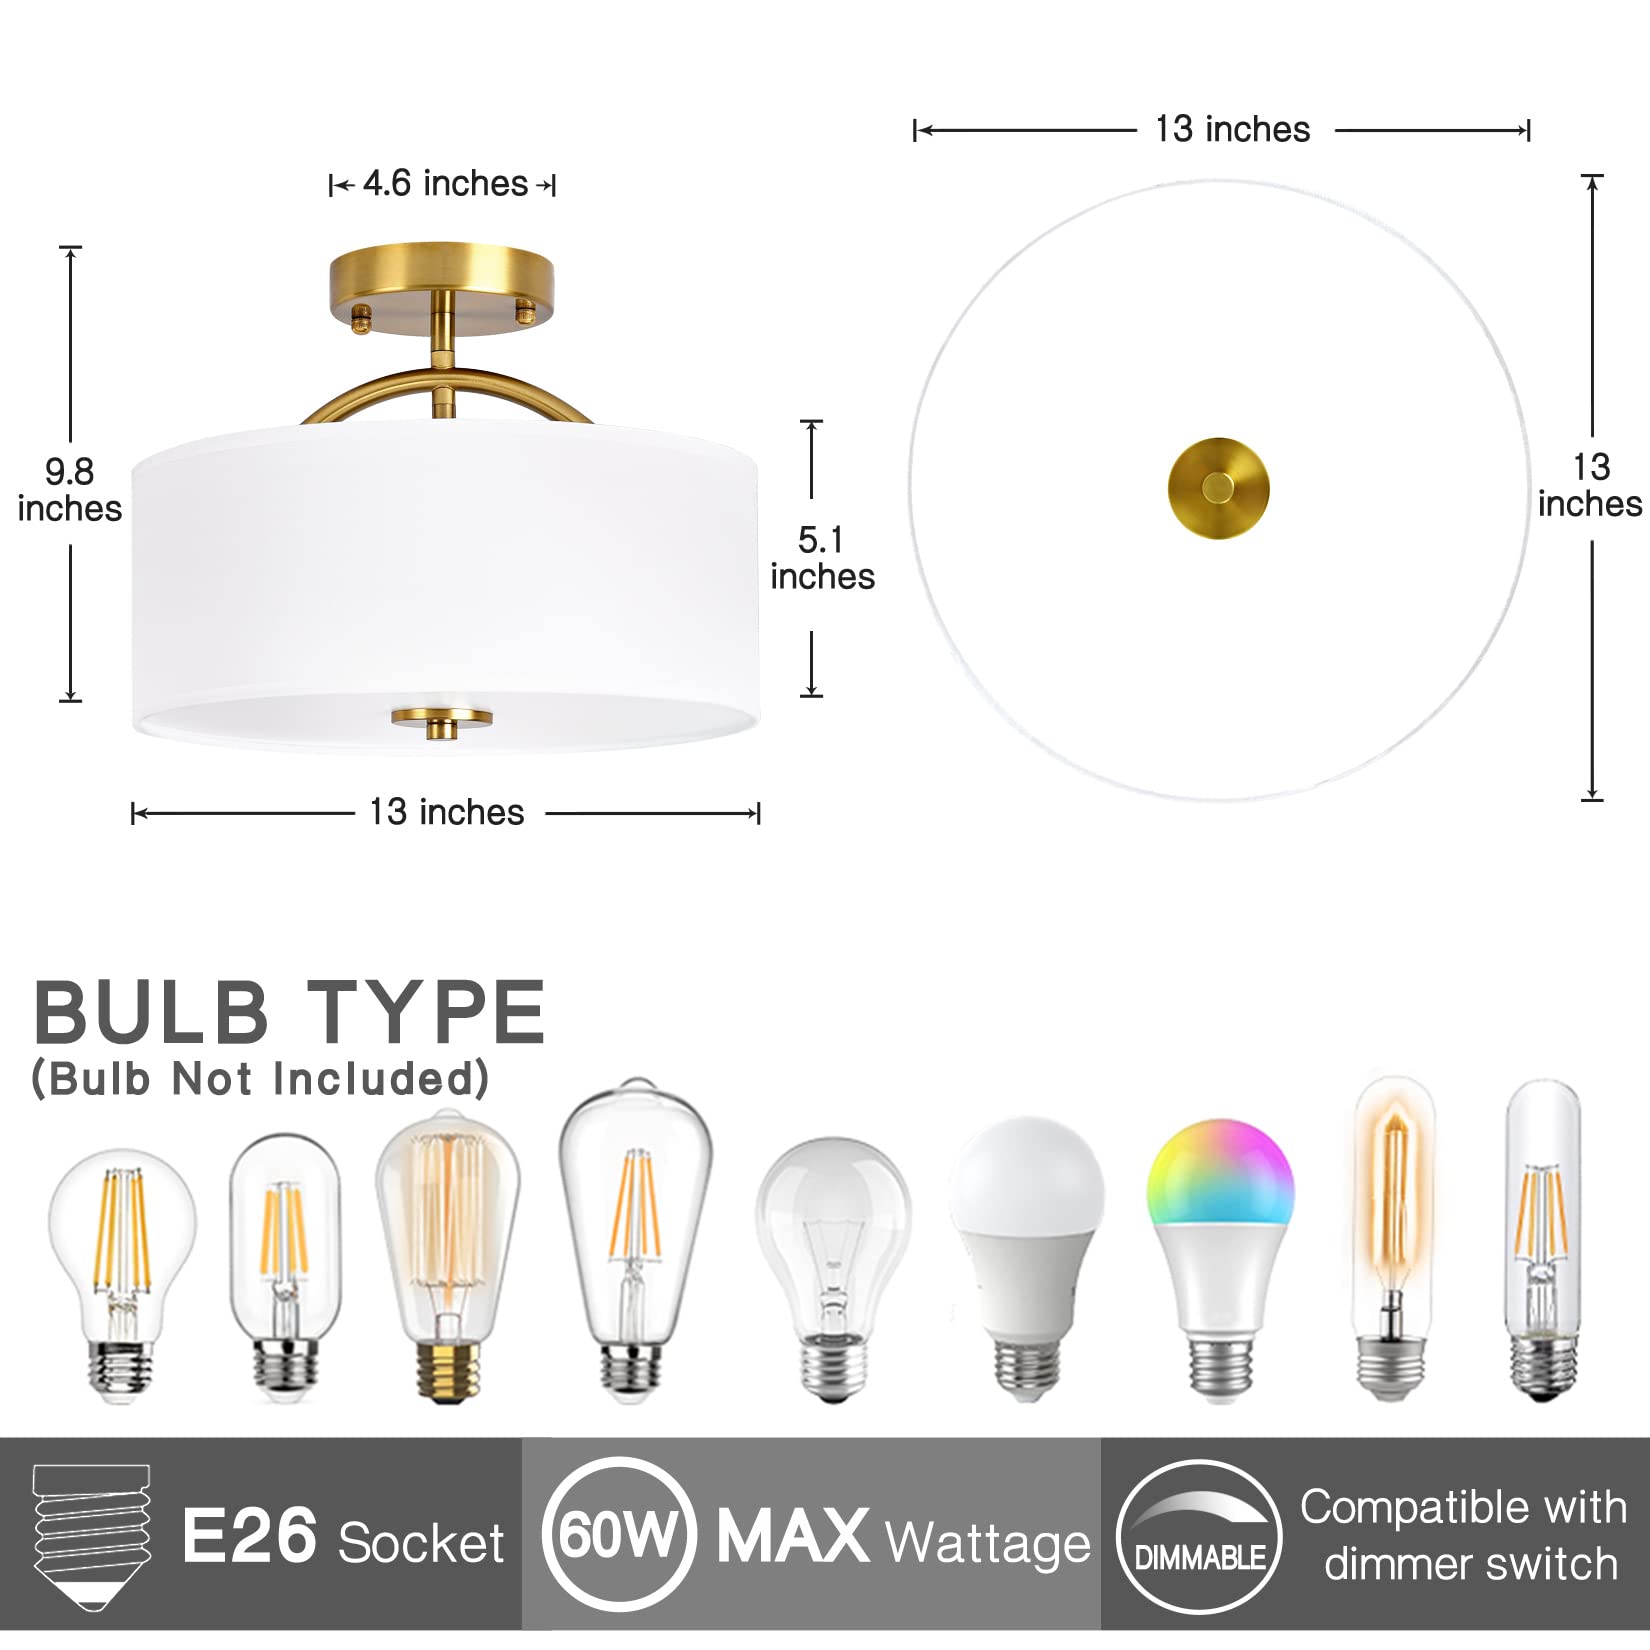 13 inches
4.6 inches
9.8
inches
5.1
inches
13
inches
13 inches
BULB TYPE
(Bulb Not Included)
E26 Socket
60W MAX Wattage
DIMMABLE
Compatible with
dimmer switch